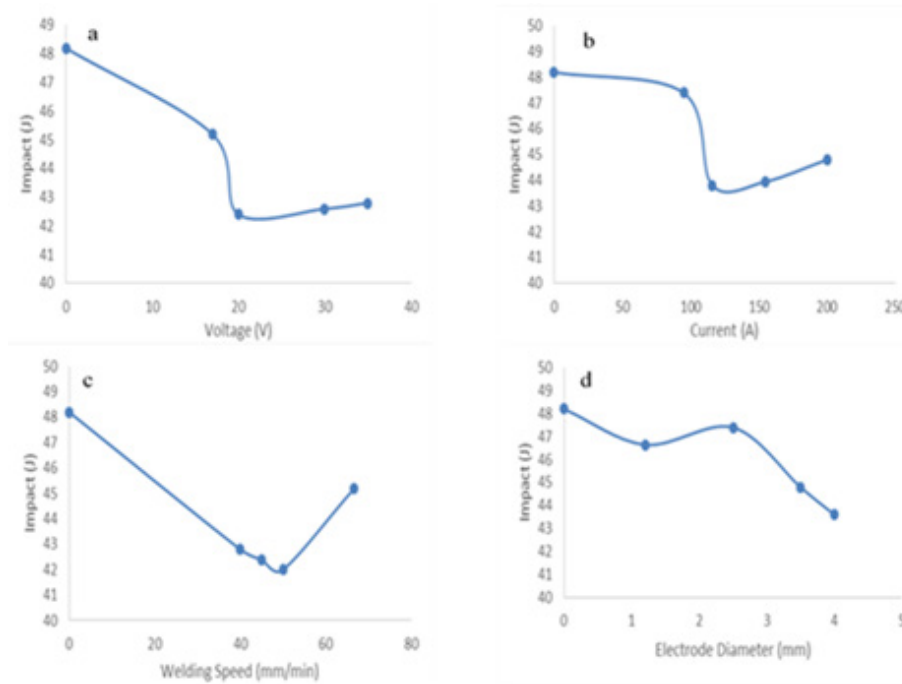 a
Impact (J)
49
48
47
46
45
44
43
42
41
40
0 10 20 30 40
Voltage (V)
b
Impact (J)
50
49
48
47
46
45
44
43
42
41
40
0 50 100 150 200 250
Current (A)
c
Impact (J)
50
49
48
47
46
45
44
43
42
41
40
0 20 40 60 80
Welding Speed (mm/min)
d
Impact (J)
50
49
48
47
46
45
44
43
42
41
40
0 1 2 3 4 5
Electrode Diameter (mm)